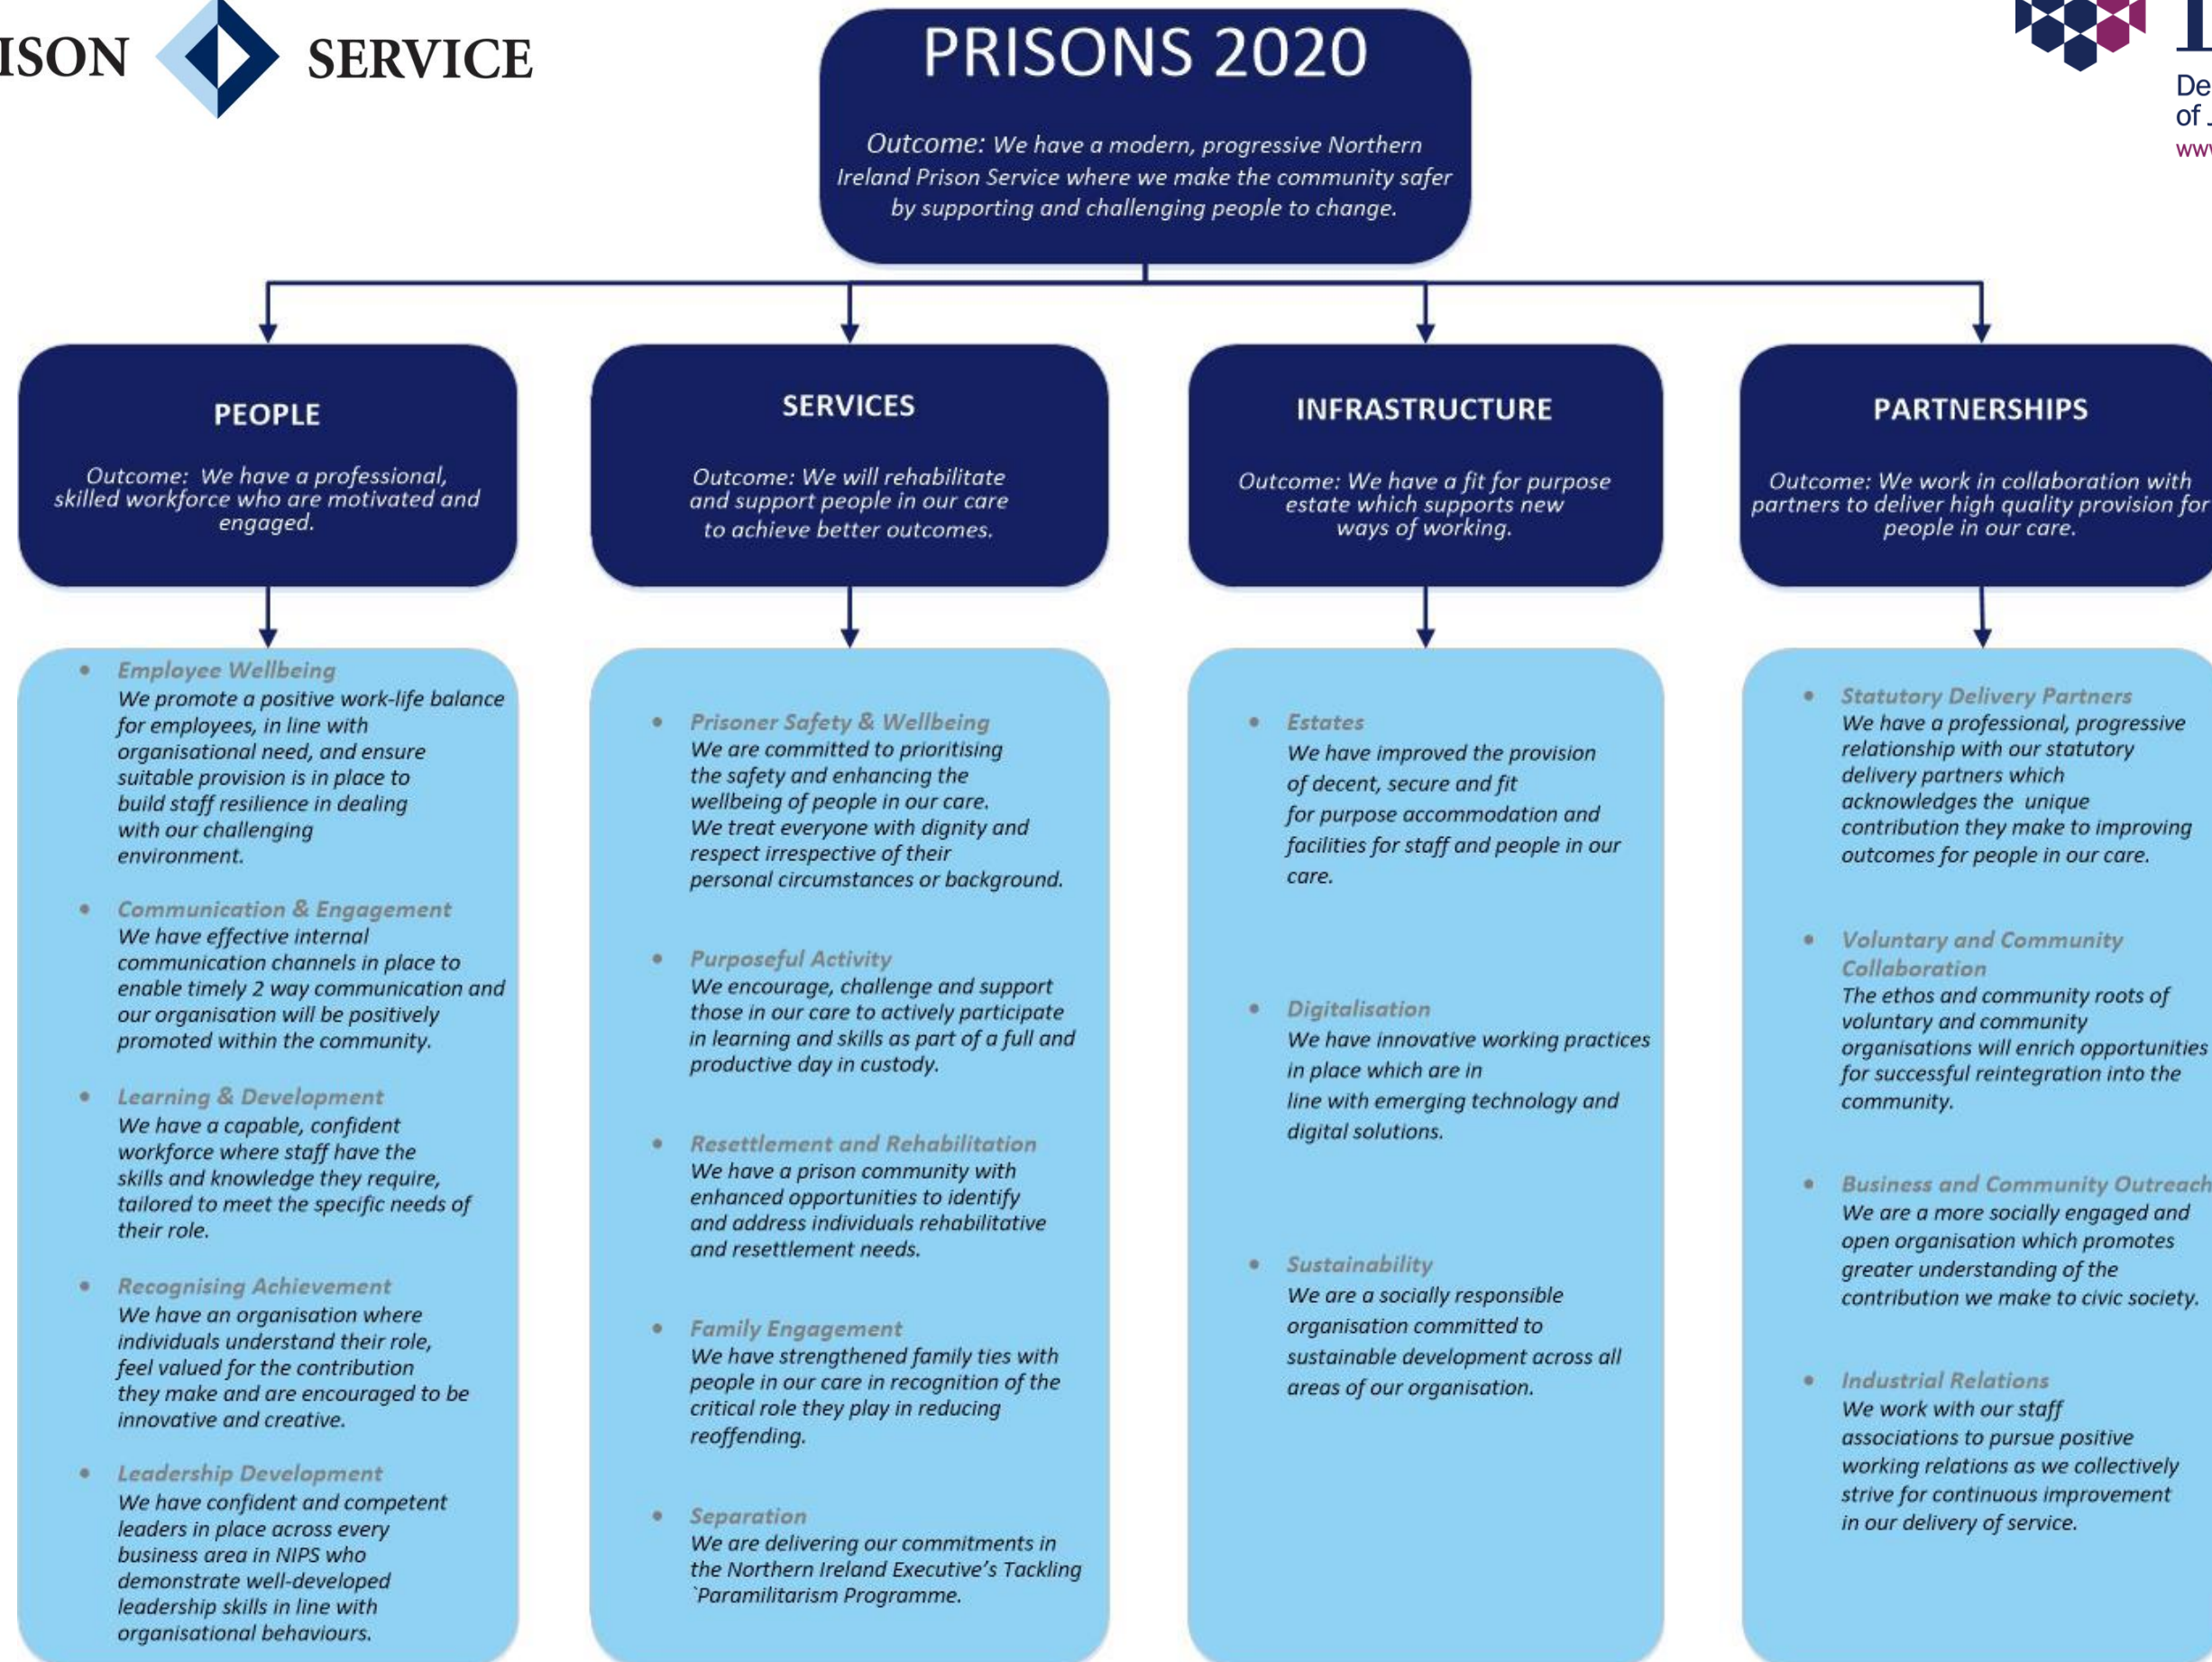 ISON SERVICE
PRISONS 2020
Outcome: We have a modern, progressive Northern
Ireland Prison Service where we make the community safer
by supporting and challenging people to change.
De
of
www
PEOPLE
Outcome: We have a professional,
skilled workforce who are motivated and
engaged.
SERVICES
Outcome: We will rehabilitate
and support people in our care
to achieve better outcomes.
INFRASTRUCTURE
Outcome: We have a fit for purpose
estate which supports new
ways of working.
PARTNERSHIPS
Outcome: We work in collaboration with
partners to deliver high quality provision for
people in our care.
• Employee Wellbeing
We promote a positive work-life balance
for employees, in line with
organisational need, and ensure
suitable provision is in place to
build staff resilience in dealing
with our challenging
environment.
• Communication & Engagement
We have effective internal
communication channels in place to
enable timely 2 way communication and
our organisation will be positively
promoted within the community.
• Learning & Development
We have a capable, confident
workforce where staff have the
skills and knowledge they require,
tailored to meet the specific needs of
their role.
• Recognising Achievement
We have an organisation where
individuals understand their role,
feel valued for the contribution
they make and are encouraged to be
innovative and creative.
• Leadership Development
We have confident and competent
leaders in place across every
business area in NIPS who
demonstrate well-developed
leadership skills in line with
organisational behaviours.
• Prisoner Safety & Wellbeing
We are committed to prioritising
the safety and enhancing the
wellbeing of people in our care.
We treat everyone with dignity and
respect irrespective of their
personal circumstances or background.
• Purposeful Activity
We encourage, challenge and support
those in our care to actively participate
in learning and skills as part of a full and
productive day in custody.
• Resettlement and Rehabilitation
We have a prison community with
enhanced opportunities to identify
and address individuals rehabilitative
and resettlement needs.
• Family Engagement
We have strengthened family ties with
people in our care in recognition of the
critical role they play in reducing
reoffending.
• Separation
We are delivering our commitments in
the Northern Ireland Executive’s Tackling
`Paramilitarism Programme.
• Estates
We have improved the provision
of decent, secure and fit
for purpose accommodation and
facilities for staff and people in our
care.
• Digitalisation
We have innovative working practices
in place which are in
line with emerging technology and
digital solutions.
• Sustainability
We are a socially responsible
organisation committed to
sustainable development across all
areas of our organisation.
• Statutory Delivery Partners
We have a professional, progressive
relationship with our statutory
delivery partners which
acknowledges the unique
contribution they make to improving
outcomes for people in our care.
• Voluntary and Community
Collaboration
The ethos and community roots of
voluntary and community
organisations will enrich opportunities
for successful reintegration into the
community.
• Business and Community Outreach
We are a more socially engaged and
open organisation which promotes
greater understanding of the
contribution we make to civic society.
• Industrial Relations
We work with our staff
associations to pursue positive
working relations as we collectively
strive for continuous improvement
in our delivery of service.